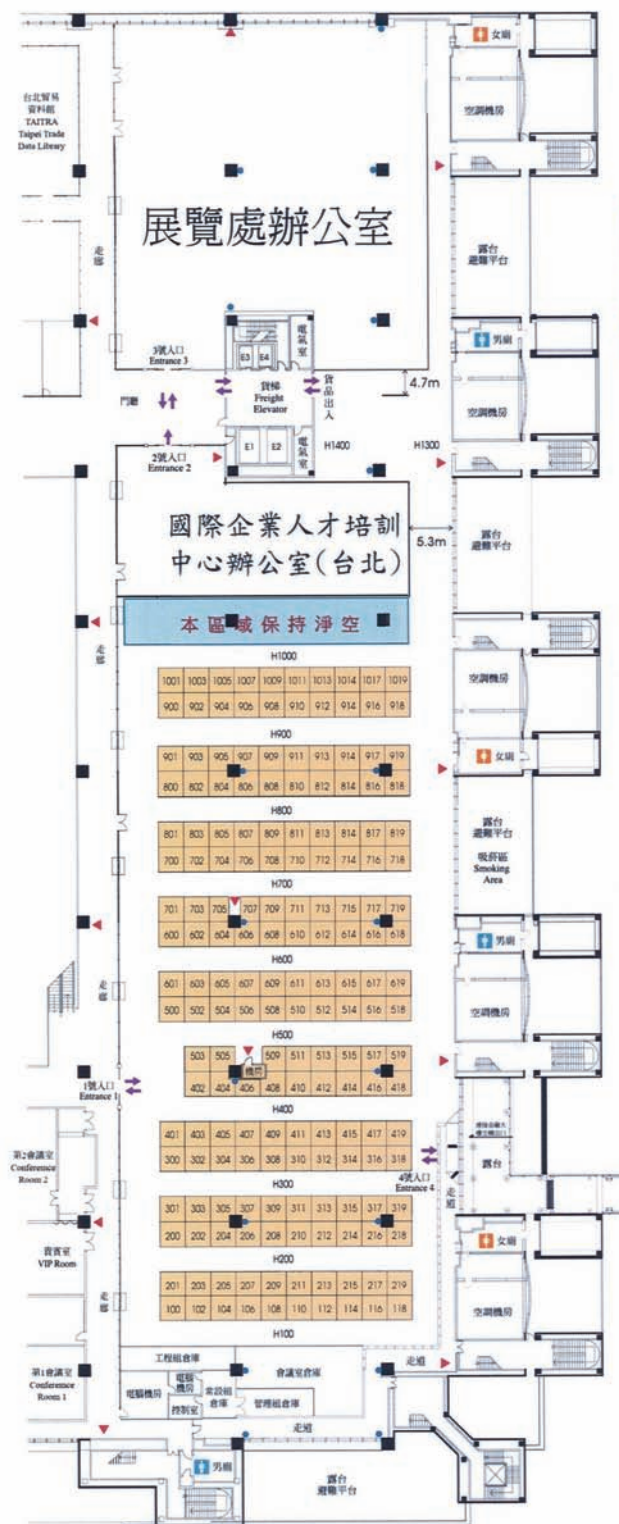 女廁
台北貿易
資料館
TAITRA
Taipei Trade
Data Library
空調機房
展覽處辦公室
走廊
露台
避難平台
3號入口
Entrance 3
E3 E4
電氣室
男廁
門廳
貨梯
Freight
Elevator
貨品出入
4.7m
空調機房
2號入口
Entrance 2
E1 E2
電氣室
H1400
H1300
國際企業人才培訓
中心辦公室(台北)
5.3m
露台
避難平台
本區域保持淨空
走廊
H1000
空調機房
1001 1003 1005 1007 1009 1011 1013 1014 1017 1019
900 902 904 906 908 910 912 914 916 918
H900
女廁
901 903 905 907 909 911 913 914 917 919
800 802 804 806 808 810 812 814 816 818
H800
露台
避難平台
吸菸區
Smoking
Area
801 803 805 807 809 811 813 814 817 819
700 702 704 706 708 710 712 714 716 718
H700
701 703 705 707 709 711 713 715 717 719
600 602 604 606 608 610 612 614 616 618
男廁
H600
走廊
空調機房
601 603 605 607 609 611 613 614 617 619
500 502 504 506 508 510 512 514 516 518
H500
503 505 509 511 513 515 517 519
機房
402 404 406 408 410 412 414 416 418
1號入口
Entrance 1
H400
401 403 405 407 409 411 413 415 417 419
300 302 304 306 308 310 312 314 316 318
第2會議室
Conference
Room 2
4號入口
Entrance 4
露台
走道
H300
301 303 305 307 309 311 313 315 317 319
200 202 204 206 208 210 212 214 216 218
貴賓室
VIP Room
女廁
H200
走廊
201 203 205 207 209 211 213 215 217 219
100 102 104 106 108 110 112 114 116 118
空調機房
H100
第1會議室
Conference
Room 1
工程組倉庫
會議室倉庫
走道
電腦機房
電腦
機房
常設組
倉庫
控制室
管理組倉庫
走道
男廁
露台
避難平台